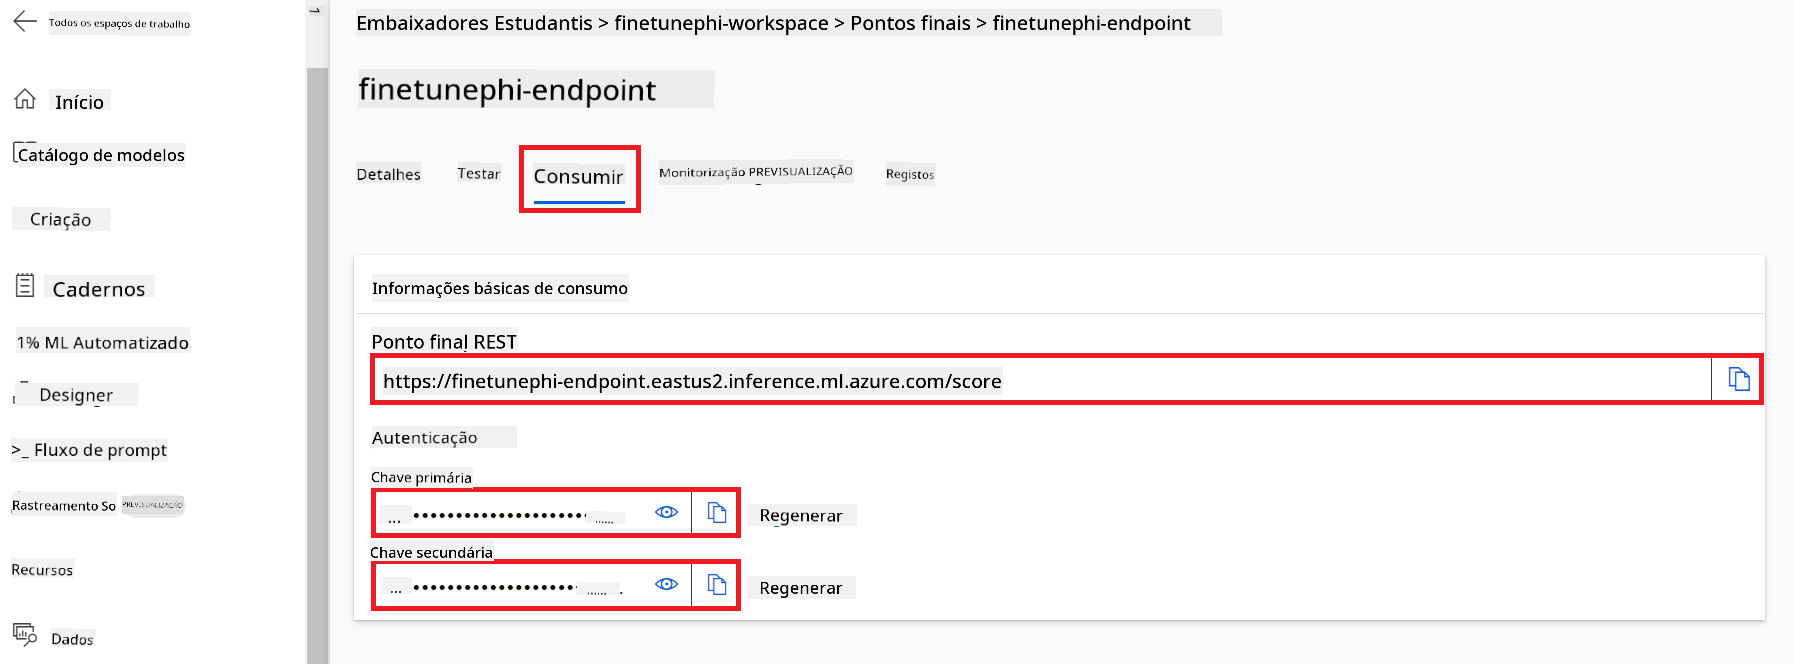 Todos os espaços de trabalho
Início
Catálogo de modelos
Criação
Cadernos
1% ML Automatizado
Designer
>_ Fluxo de prompt
Rastreamento So PREVISUALIZAÇÃO
Recursos
Dados
Embaixadores Estudantis > finetunephi-workspace > Pontos finais > finetunephi-endpoint
finetunephi-endpoint
Detalhes
Testar
Consumir
Monitorização PREVISUALIZAÇÃO
Registos
Informações básicas de consumo
Ponto final REST
https://finetunephi-endpoint.eastus2.inference.ml.azure.com/score
Autenticação
Chave primária
Regenerar
Chave secundária
Regenerar